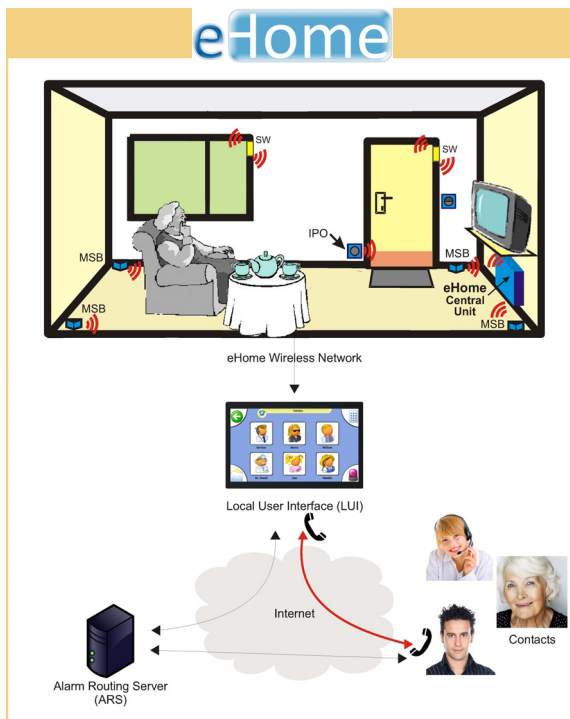 eHome
SW
SW
IPO
MSB
MSB
eHome
Central
Unit
MSB
MSB
eHome Wireless Network
Local User Interface (LUI)
Internet
Contacts
Alarm Routing Server
(ARS)